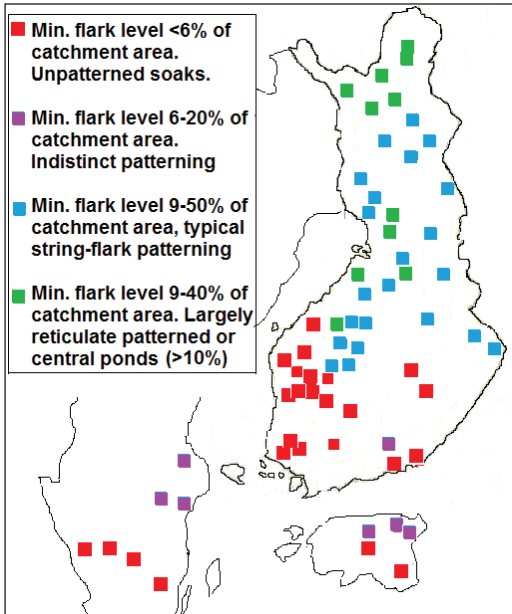 Min. flark level <6% of
catchment area.
Unpatterned soaks.
Min. flark level 6-20% of
catchment area.
Indistinct patterning
Min. flark level 9-50% of
catchment area, typical
string-flark patterning
Min. flark level 9-40% of
catchment area. Largely
reticulate patterned or
central ponds (>10%)